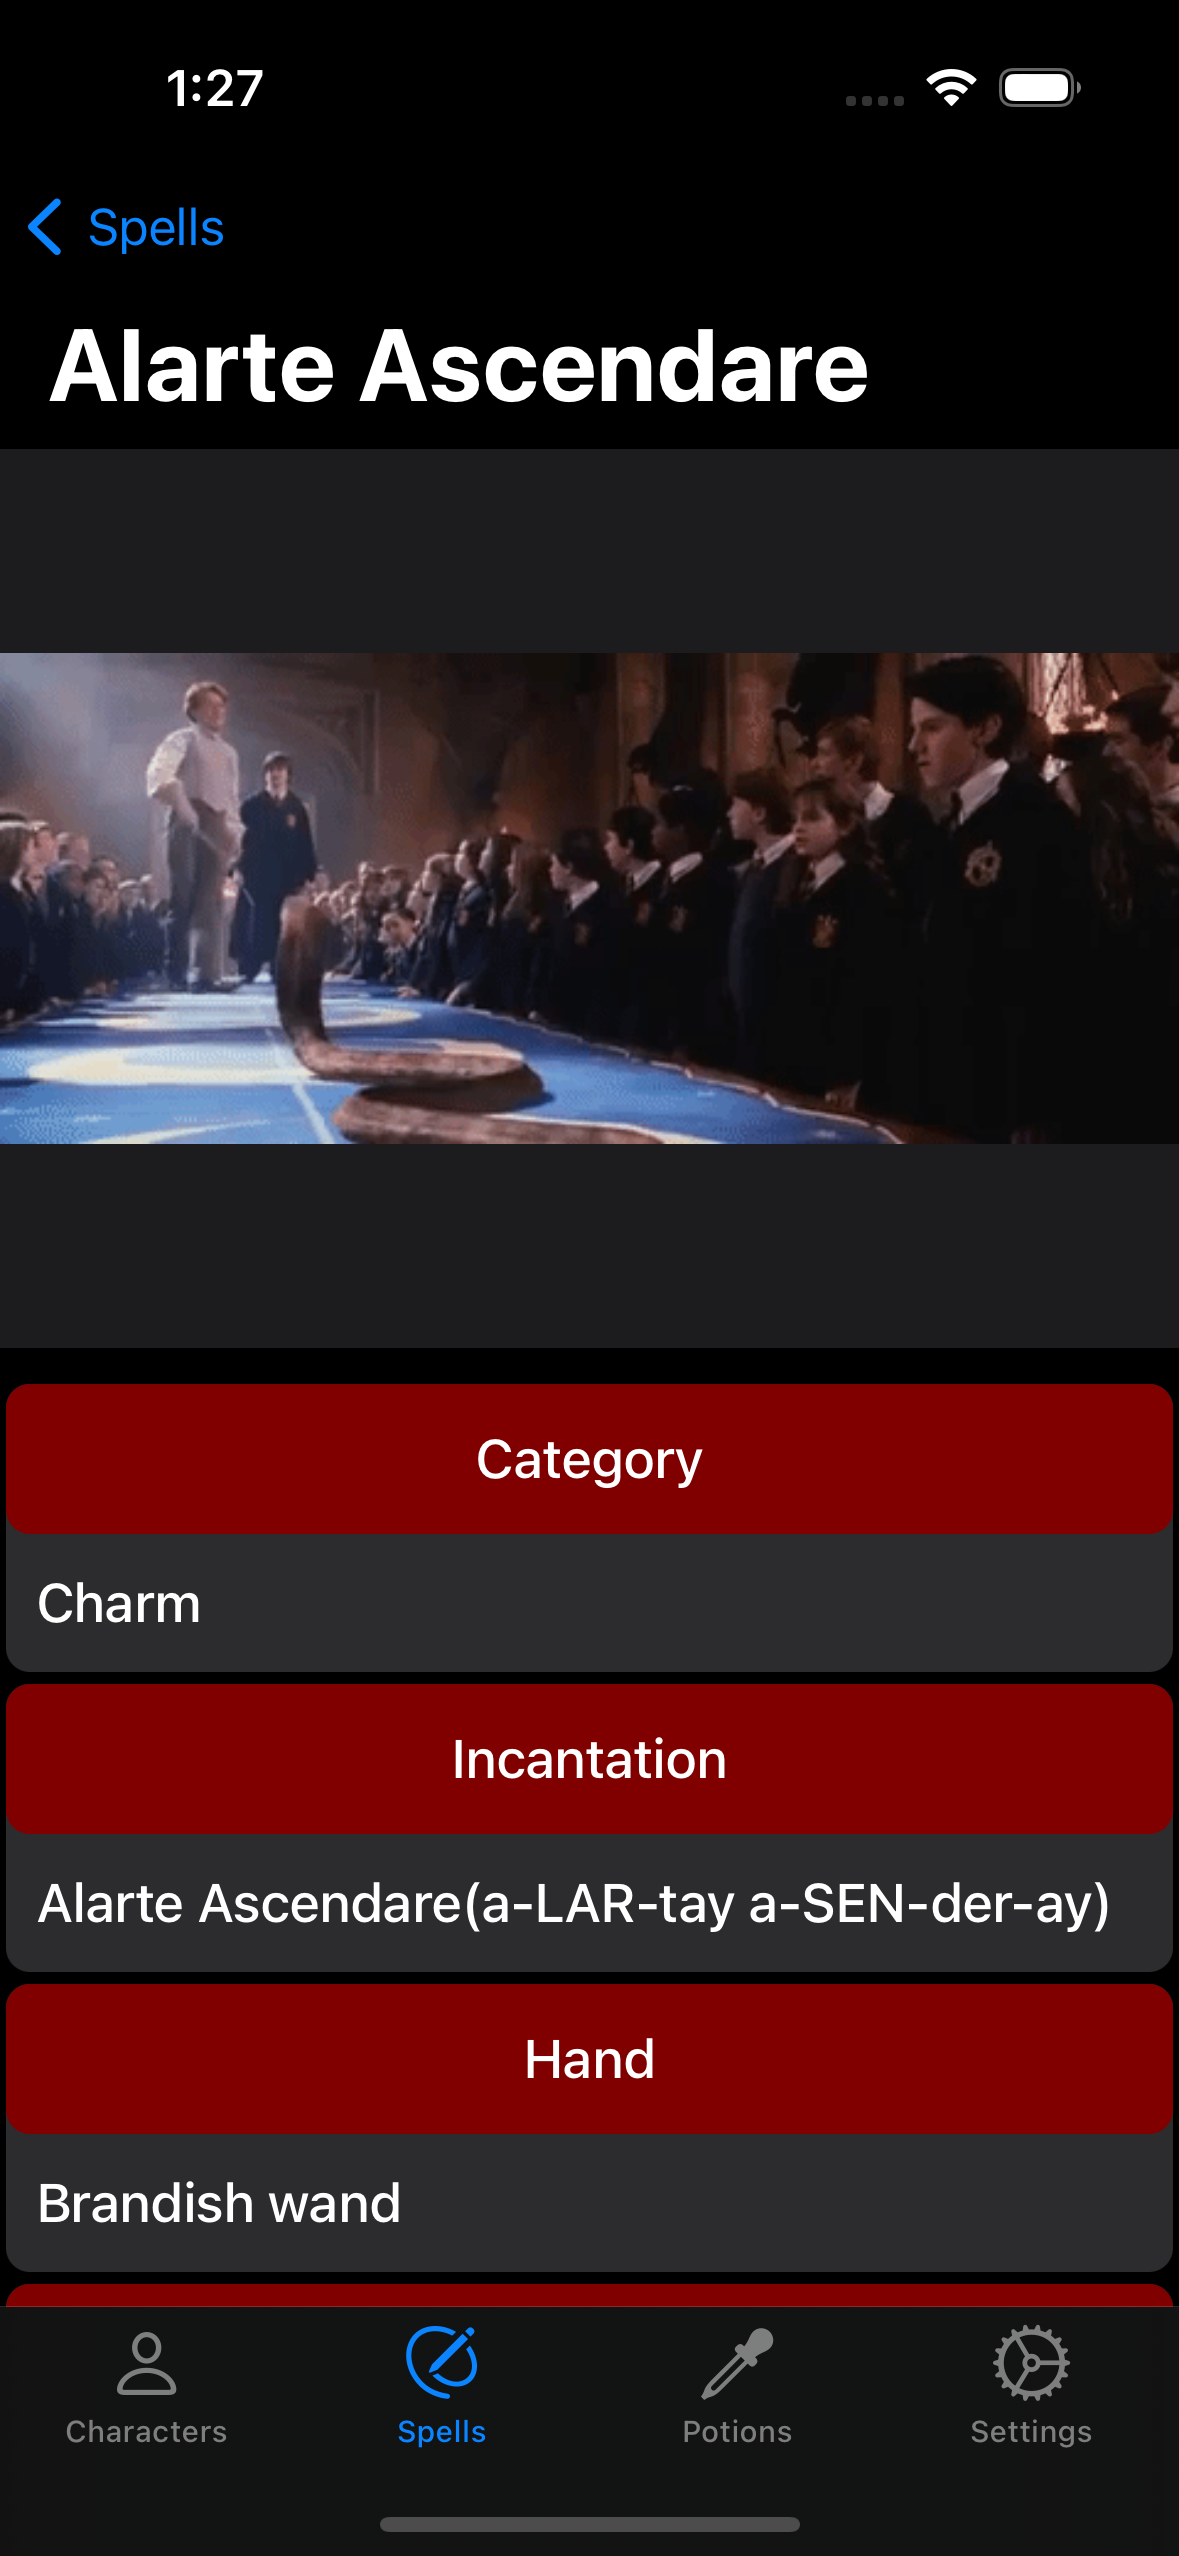 1:27
Spells
Alarte Ascendare
Category
Charm
Incantation
Alarte Ascendare(a-LAR-tay a-SEN-der-ay)
Hand
Brandish wand
Characters
Spells
Potions
Settings